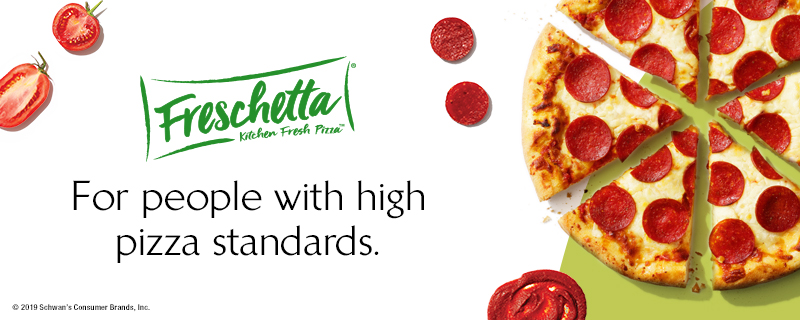 Freschetta®
Kitchen Fresh Pizza™
For people with high
pizza standards.
© 2019 Schwan's Consumer Brands, Inc.